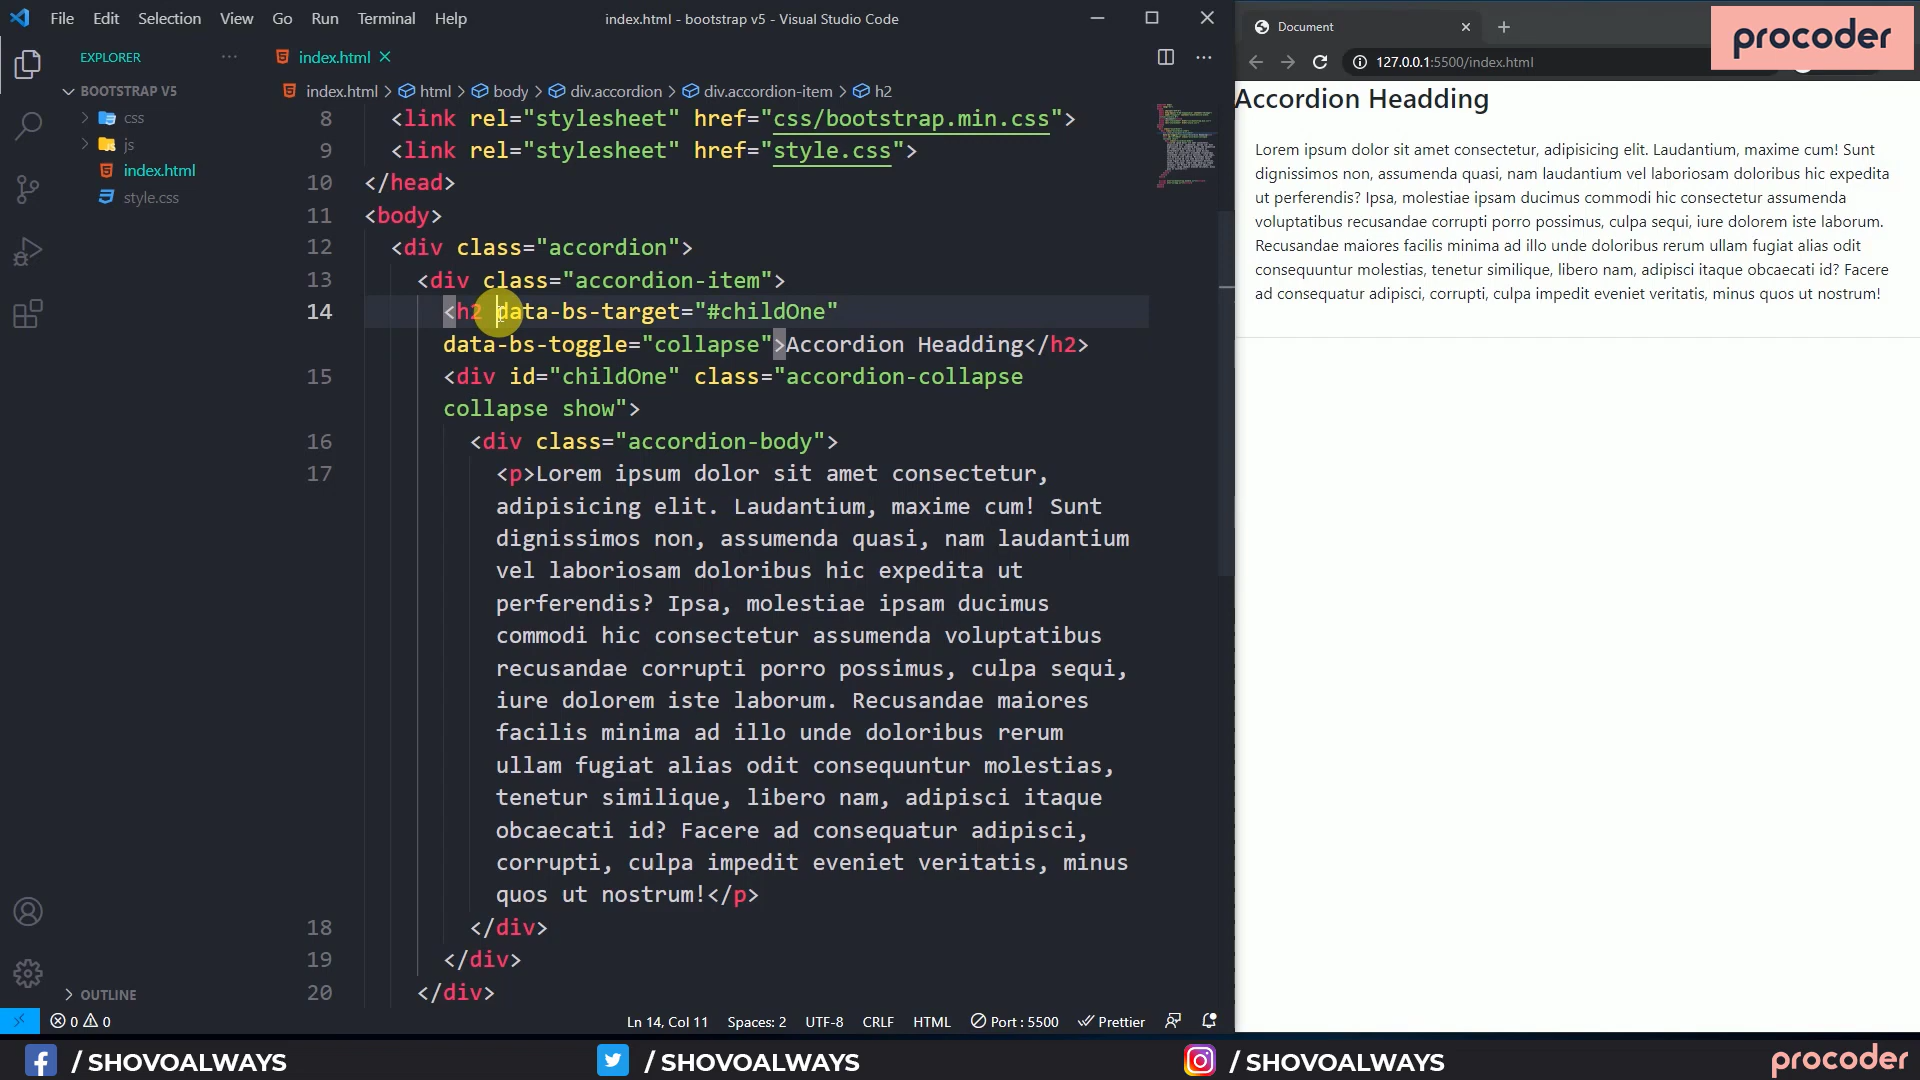 File Edit Selection View Go Run Terminal Help
index.html - bootstrap v5 - Visual Studio Code
Document
procoder
EXPLORER
index.html
127.0.0.1:5500/index.html
BOOTSTRAP V5
css
js
index.html
style.css
OUTLINE
index.html > html > body > div.accordion > div.accordion-item > h2
8 <link rel="stylesheet" href="css/bootstrap.min.css">
9 <link rel="stylesheet" href="style.css">
10 </head>
11 <body>
12 <div class="accordion">
13 <div class="accordion-item">
14 <h2 data-bs-target="#childOne"
data-bs-toggle="collapse">Accordion Headding</h2>
15 <div id="childOne" class="accordion-collapse
collapse show">
16 <div class="accordion-body">
17 <p>Lorem ipsum dolor sit amet consectetur,
adipisicing elit. Laudantium, maxime cum! Sunt
dignissimos non, assumenda quasi, nam laudantium
vel laboriosam doloribus hic expedita ut
perferendis? Ipsa, molestiae ipsam ducimus
commodi hic consectetur assumenda voluptatibus
recusandae corrupti porro possimus, culpa sequi,
iure dolorem iste laborum. Recusandae maiores
facilis minima ad illo unde doloribus rerum
ullam fugiat alias odit consequuntur molestias,
tenetur similique, libero nam, adipisci itaque
obcaecati id? Facere ad consequatur adipisci,
corrupti, culpa impedit eveniet veritatis, minus
quos ut nostrum!</p>
18 </div>
19 </div>
20 </div>
Accordion Headding
Lorem ipsum dolor sit amet consectetur, adipisicing elit. Laudantium, maxime cum! Sunt
dignissimos non, assumenda quasi, nam laudantium vel laboriosam doloribus hic expedita
ut perferendis? Ipsa, molestiae ipsam ducimus commodi hic consectetur assumenda
voluptatibus recusandae corrupti porro possimus, culpa sequi, iure dolorem iste laborum.
Recusandae maiores facilis minima ad illo unde doloribus rerum ullam fugiat alias odit
consequuntur molestias, tenetur similique, libero nam, adipisci itaque obcaecati id? Facere
ad consequatur adipisci, corrupti, culpa impedit eveniet veritatis, minus quos ut nostrum!
0 0
Ln 14, Col 11 Spaces: 2 UTF-8 CRLF HTML Port : 5500 Prettier
/ SHOVOALWAYS
/ SHOVOALWAYS
/ SHOVOALWAYS
procoder